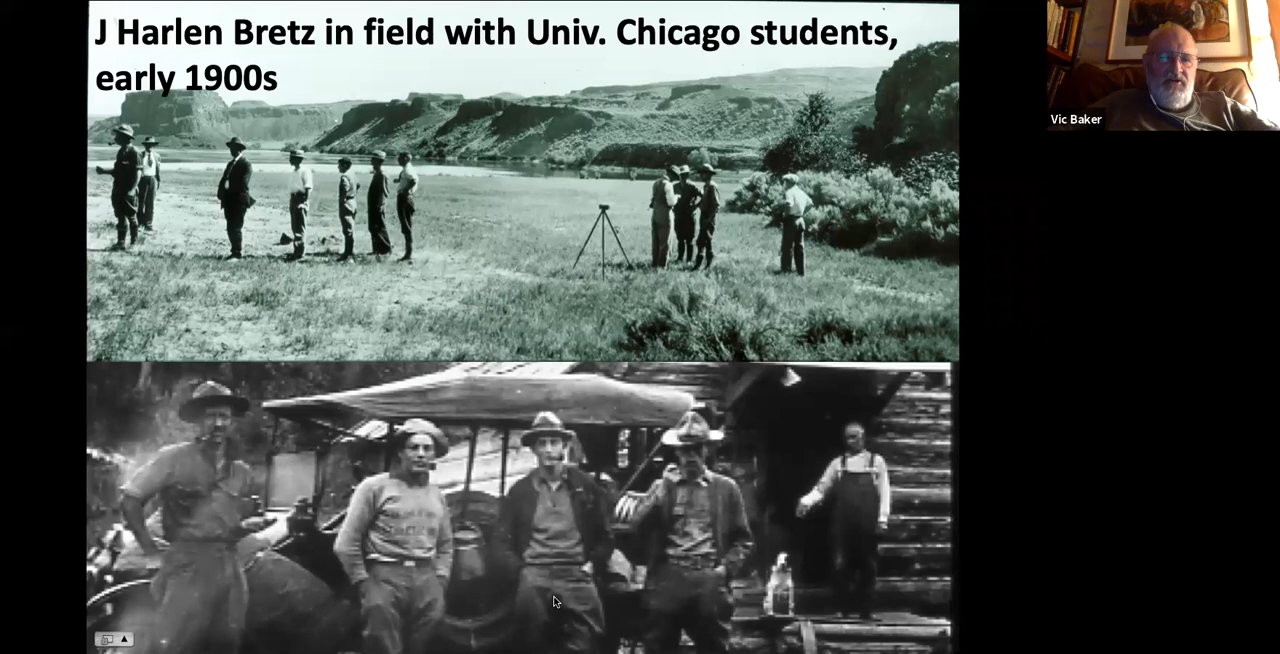 J Harlen Bretz in field with Univ. Chicago students,
early 1900s
Vic Baker